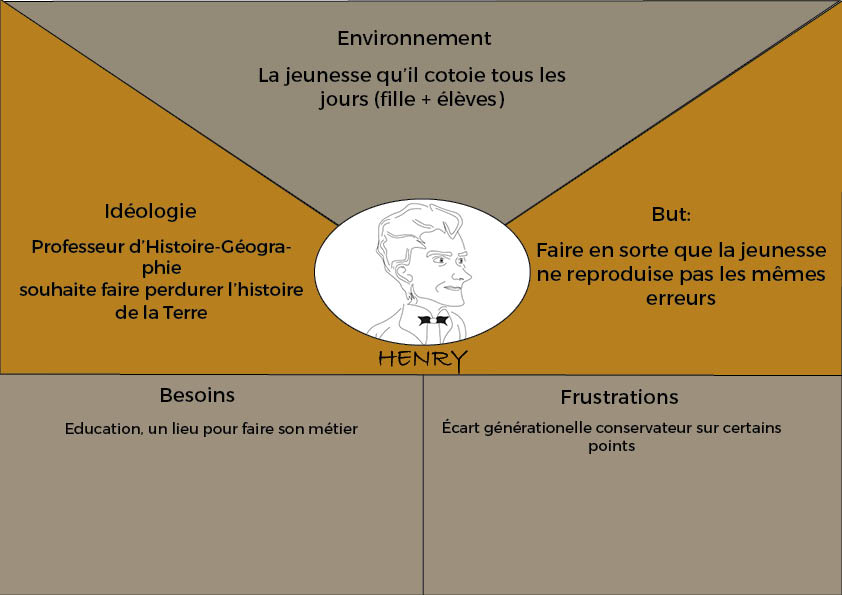 Environnement
La jeunesse qu'il cotoie tous les
jours (fille + élèves)
Idéologie
Professeur d'Histoire-Géogra-
phie
souhaite faire perdurer l'histoire
de la Terre
But:
Faire en sorte que la jeunesse
ne reproduise pas les mêmes
erreurs
HENRY
Besoins
Education, un lieu pour faire son métier
Frustrations
Écart générationelle conservateur sur certains
points